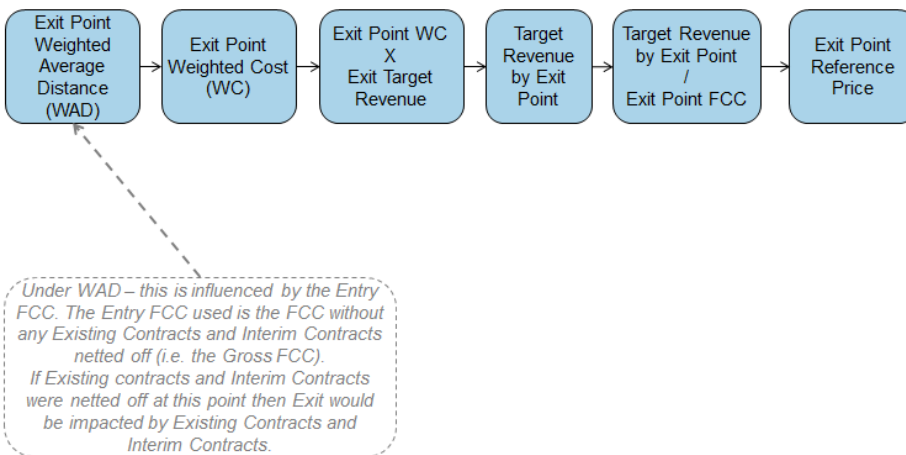 Exit Point
Weighted
Average
Distance
(WAD)
Exit Point
Weighted Cost
(WC)
Exit Point WC
X
Exit Target
Revenue
Target
Revenue
by Exit
Point
Target Revenue
by Exit Point
/
Exit Point FCC
Exit Point
Reference
Price
Under WAD – this is influenced by the Entry
FCC. The Entry FCC used is the FCC without
any Existing Contracts and Interim Contracts
netted off (i.e. the Gross FCC).
If Existing contracts and Interim Contracts
were netted off at this point then Exit would
be impacted by Existing Contracts and
Interim Contracts.